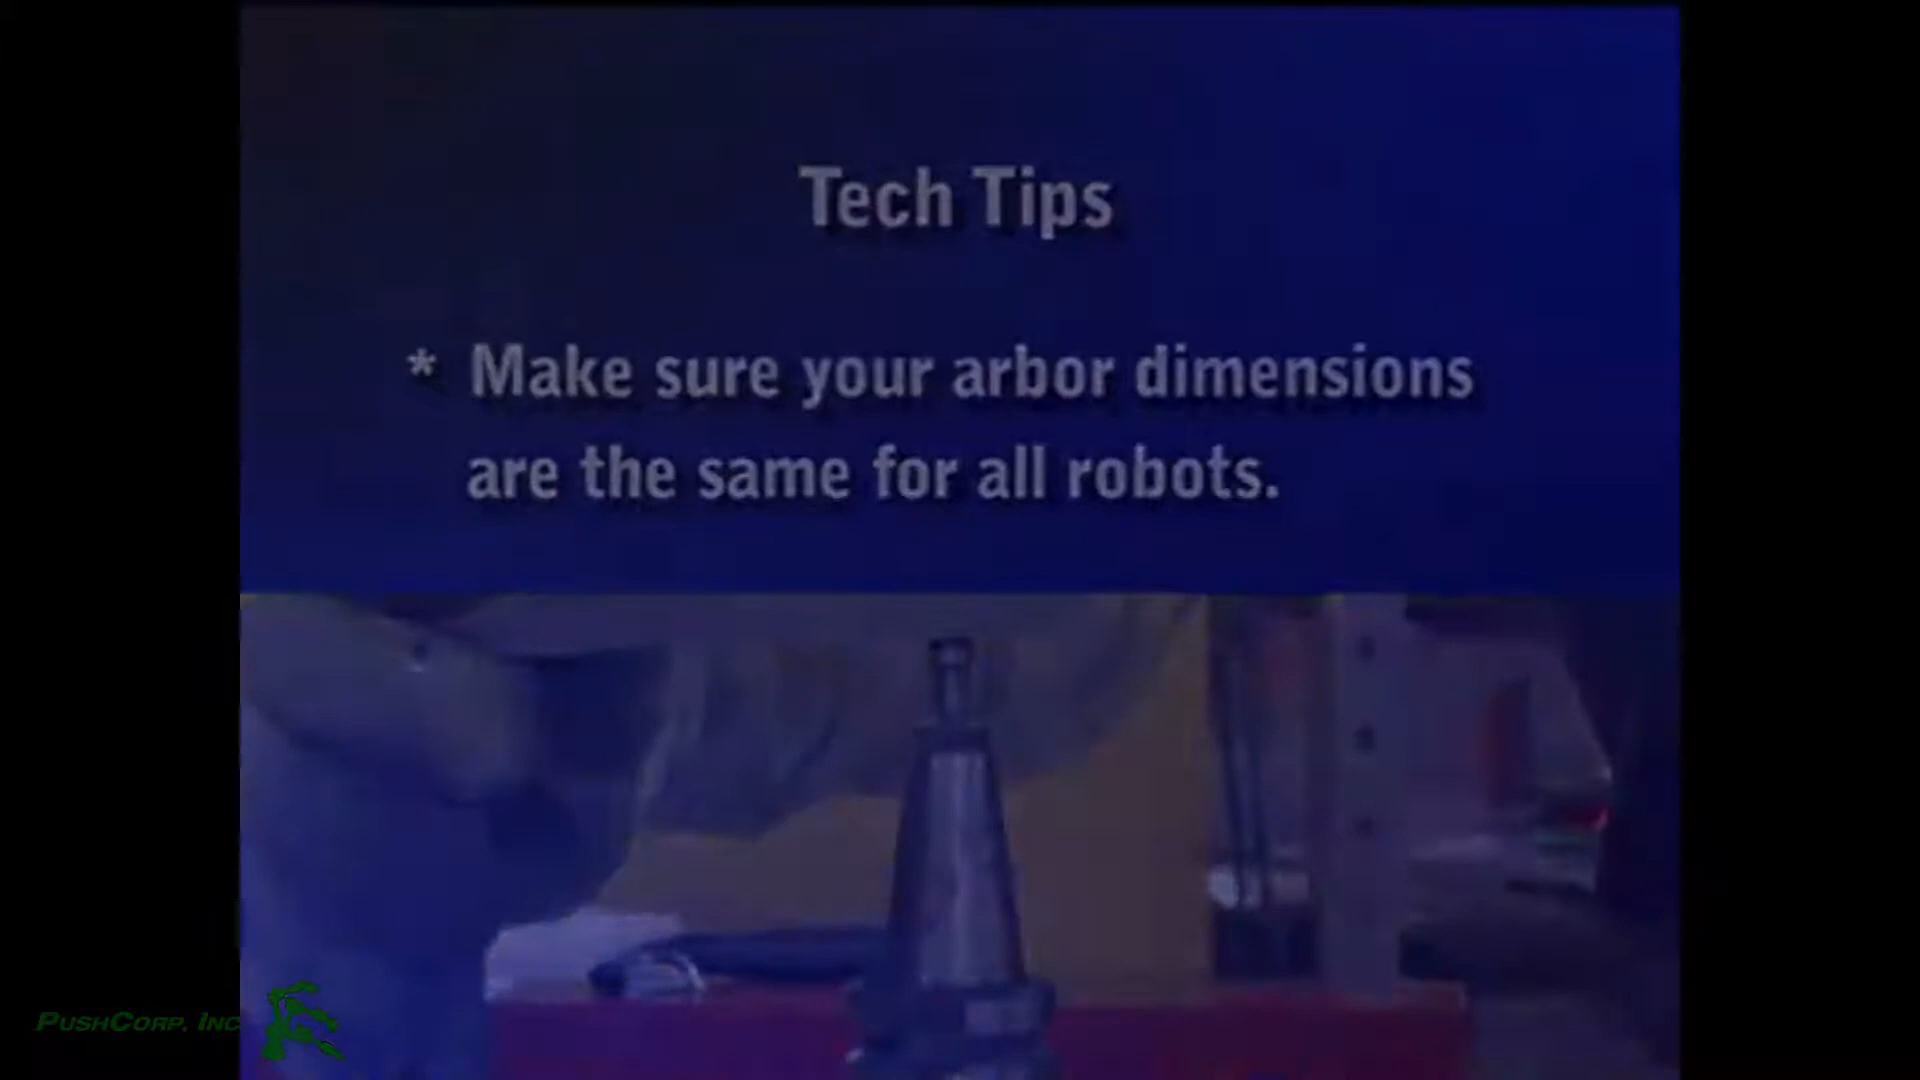 Tech Tips
* Make sure your arbor dimensions
are the same for all robots.
PUSHCORP, INC